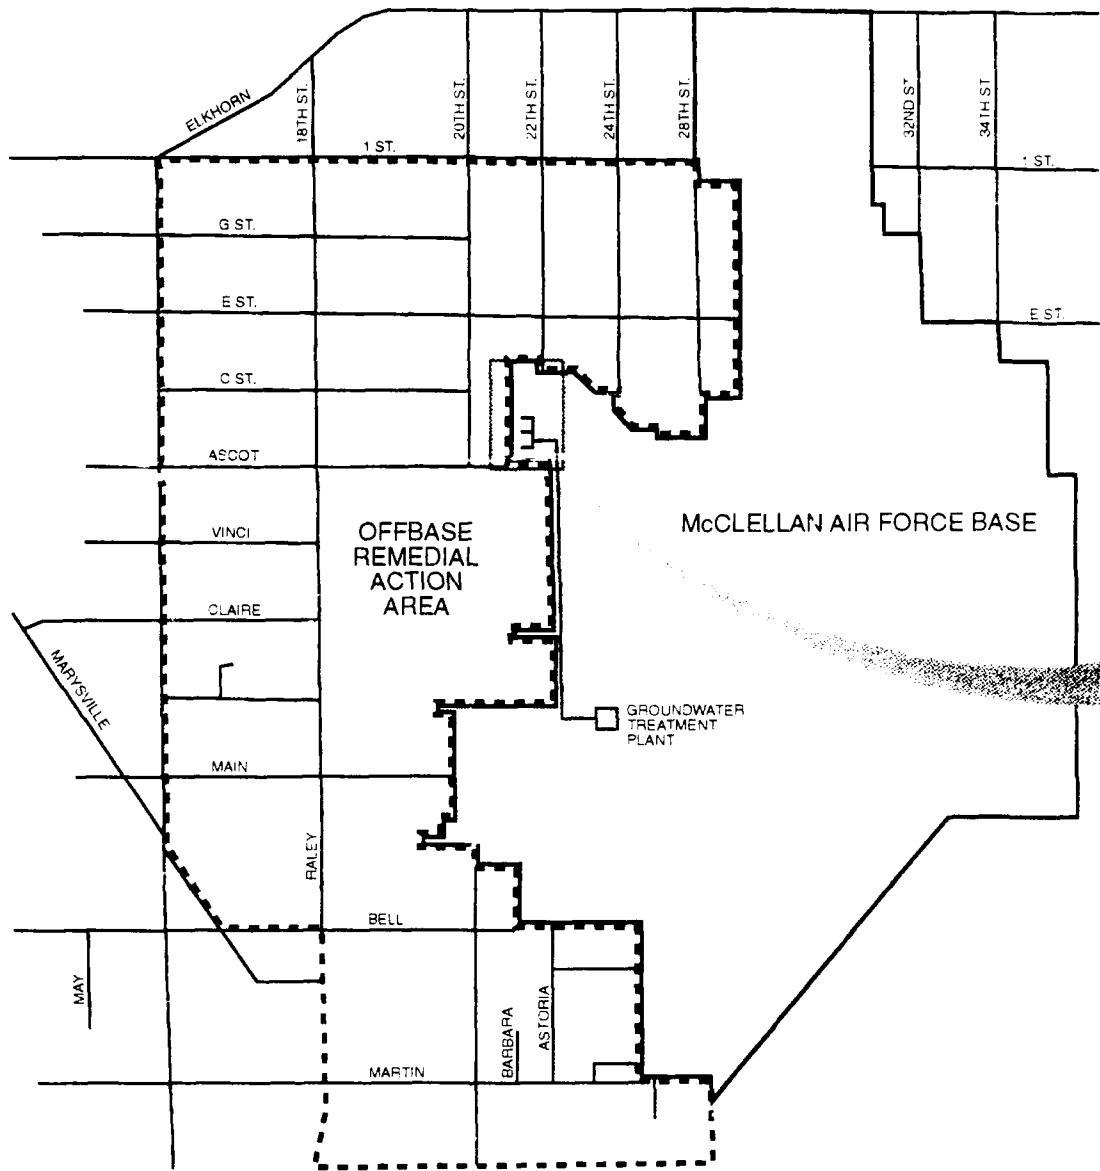 ELKHORN
18TH ST.
20TH ST.
22TH ST.
24TH ST.
28TH ST.
32ND ST
34TH ST.
1 ST.
1 ST.
G ST.
E ST.
E ST.
C ST.
ASCOT
VINCI
OFFBASE
REMEDIAL
ACTION
AREA
McCLELLAN AIR FORCE BASE
CLAIRE
MARYSVILLE
GROUNDWATER
TREATMENT
PLANT
MAIN
RALEY
BELL
MAY
BARBARA
ASTORIA
MARTIN